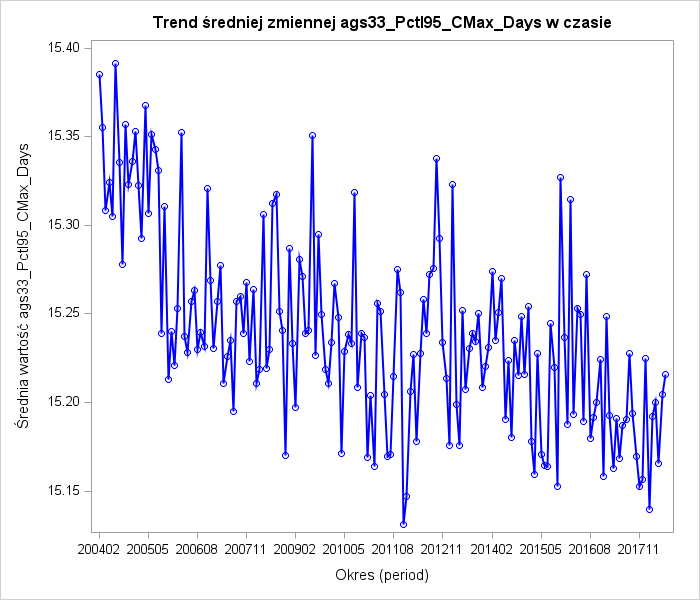 Trend średniej zmiennej ags33_Pctl95_CMax_Days w czasie
Średnia wartość ags33_Pctl95_CMax_Days
15.40
15.35
15.30
15.25
15.20
15.15
200402 200505 200608 200711 200902 201005 201108 201211 201402 201505 201608 201711
Okres (period)